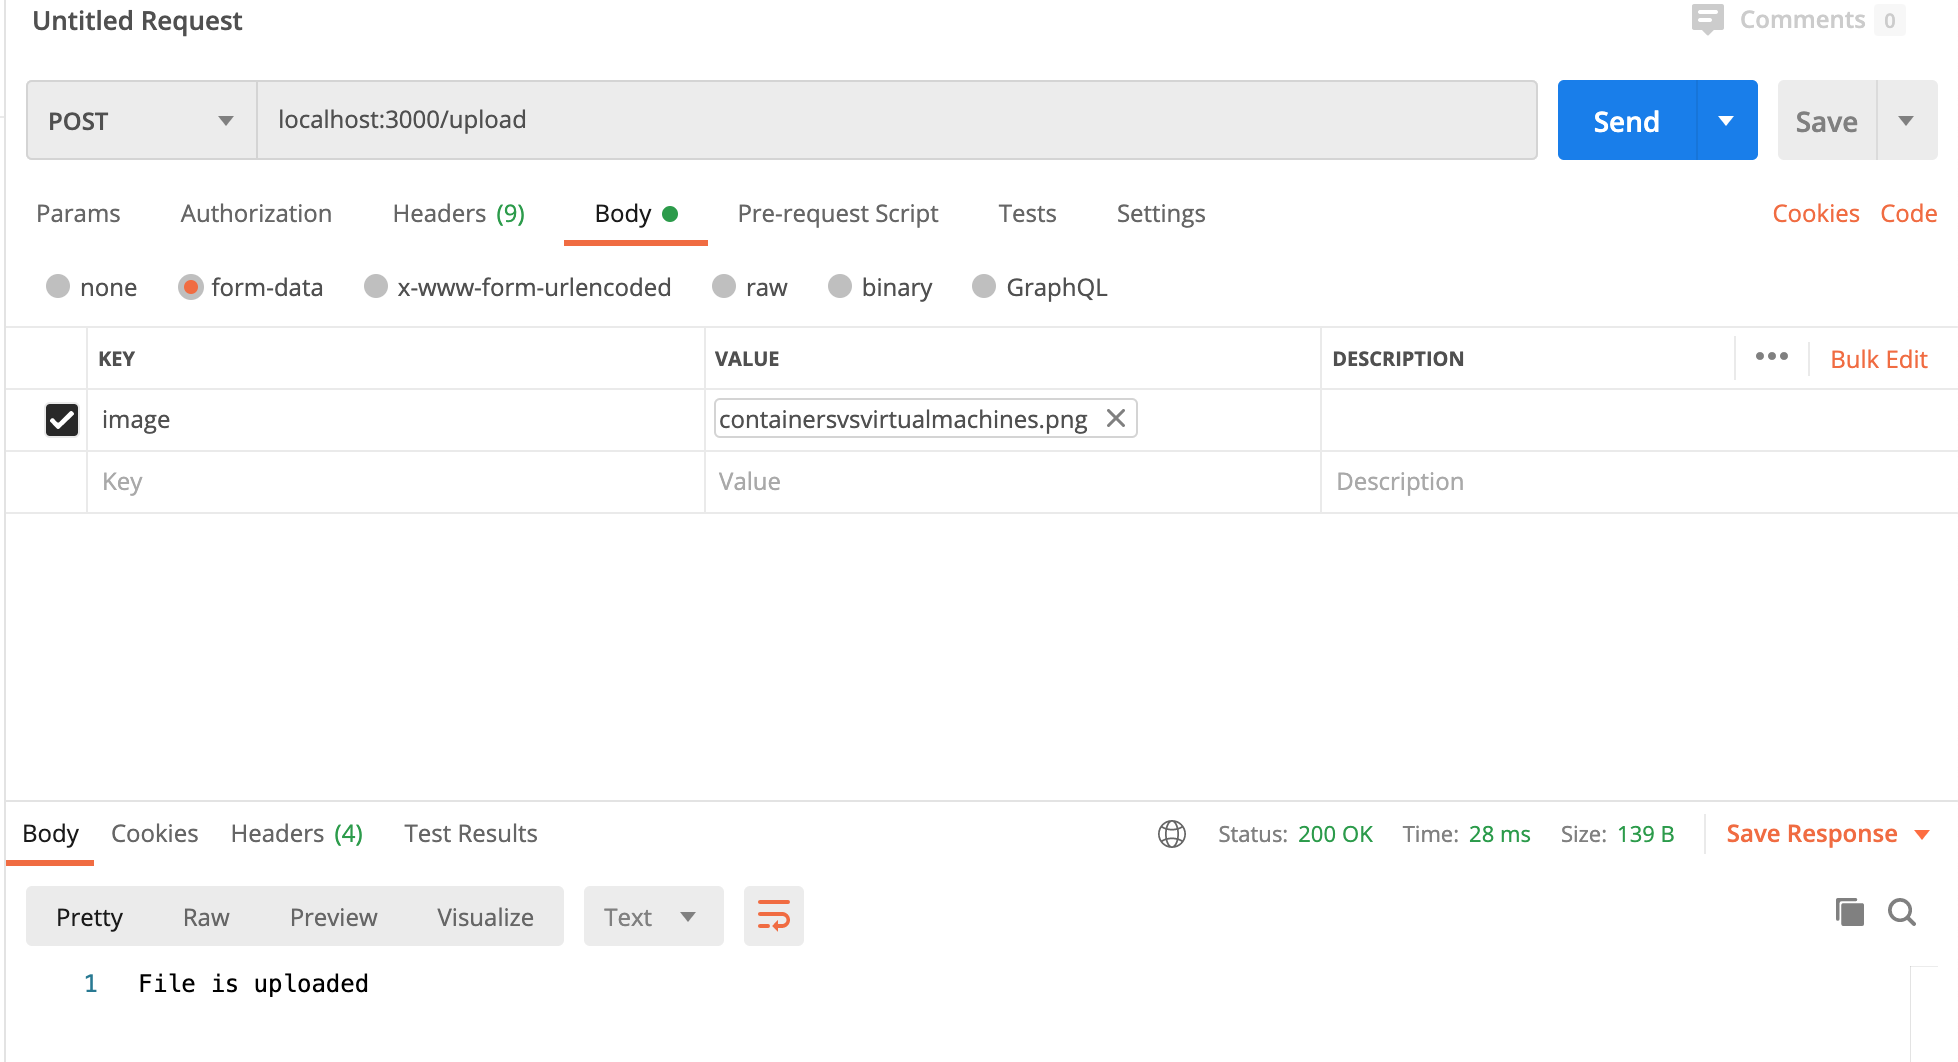 Untitled Request
Comments 0
POST localhost:3000/upload Send Save
Params Authorization Headers (9) Body Pre-request Script Tests Settings Cookies Code
none form-data x-www-form-urlencoded raw binary GraphQL
KEY VALUE DESCRIPTION ••• Bulk Edit
image containersvsvirtualmachines.png
Key Value Description
Body Cookies Headers (4) Test Results Status: 200 OK Time: 28 ms Size: 139 B Save Response
Pretty Raw Preview Visualize Text
1 File is uploaded